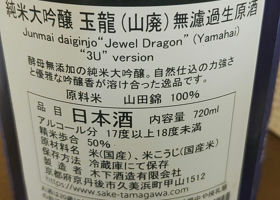 純米大吟醸 玉龍(山廃)無濾過生原酒
Junmai daiginjo "Jewel Dragon" (Yamahai)
"3U" version
酵母無添加の純米大吟醸。自然仕込の力強さ
と優雅な吟醸香が溶け合った逸品です。
原料米 山田錦 100%
品目 日本酒 内容量 720ml
アルコール分 17度以上18度未満
精米歩合 50%
原材料 米(国産)、米こうじ(国産米)
保存方法 冷蔵庫にて保存
製造者 木下酒造有限会社
京都府京丹後市久美浜町甲山1512
www.sake-tamagawa.com